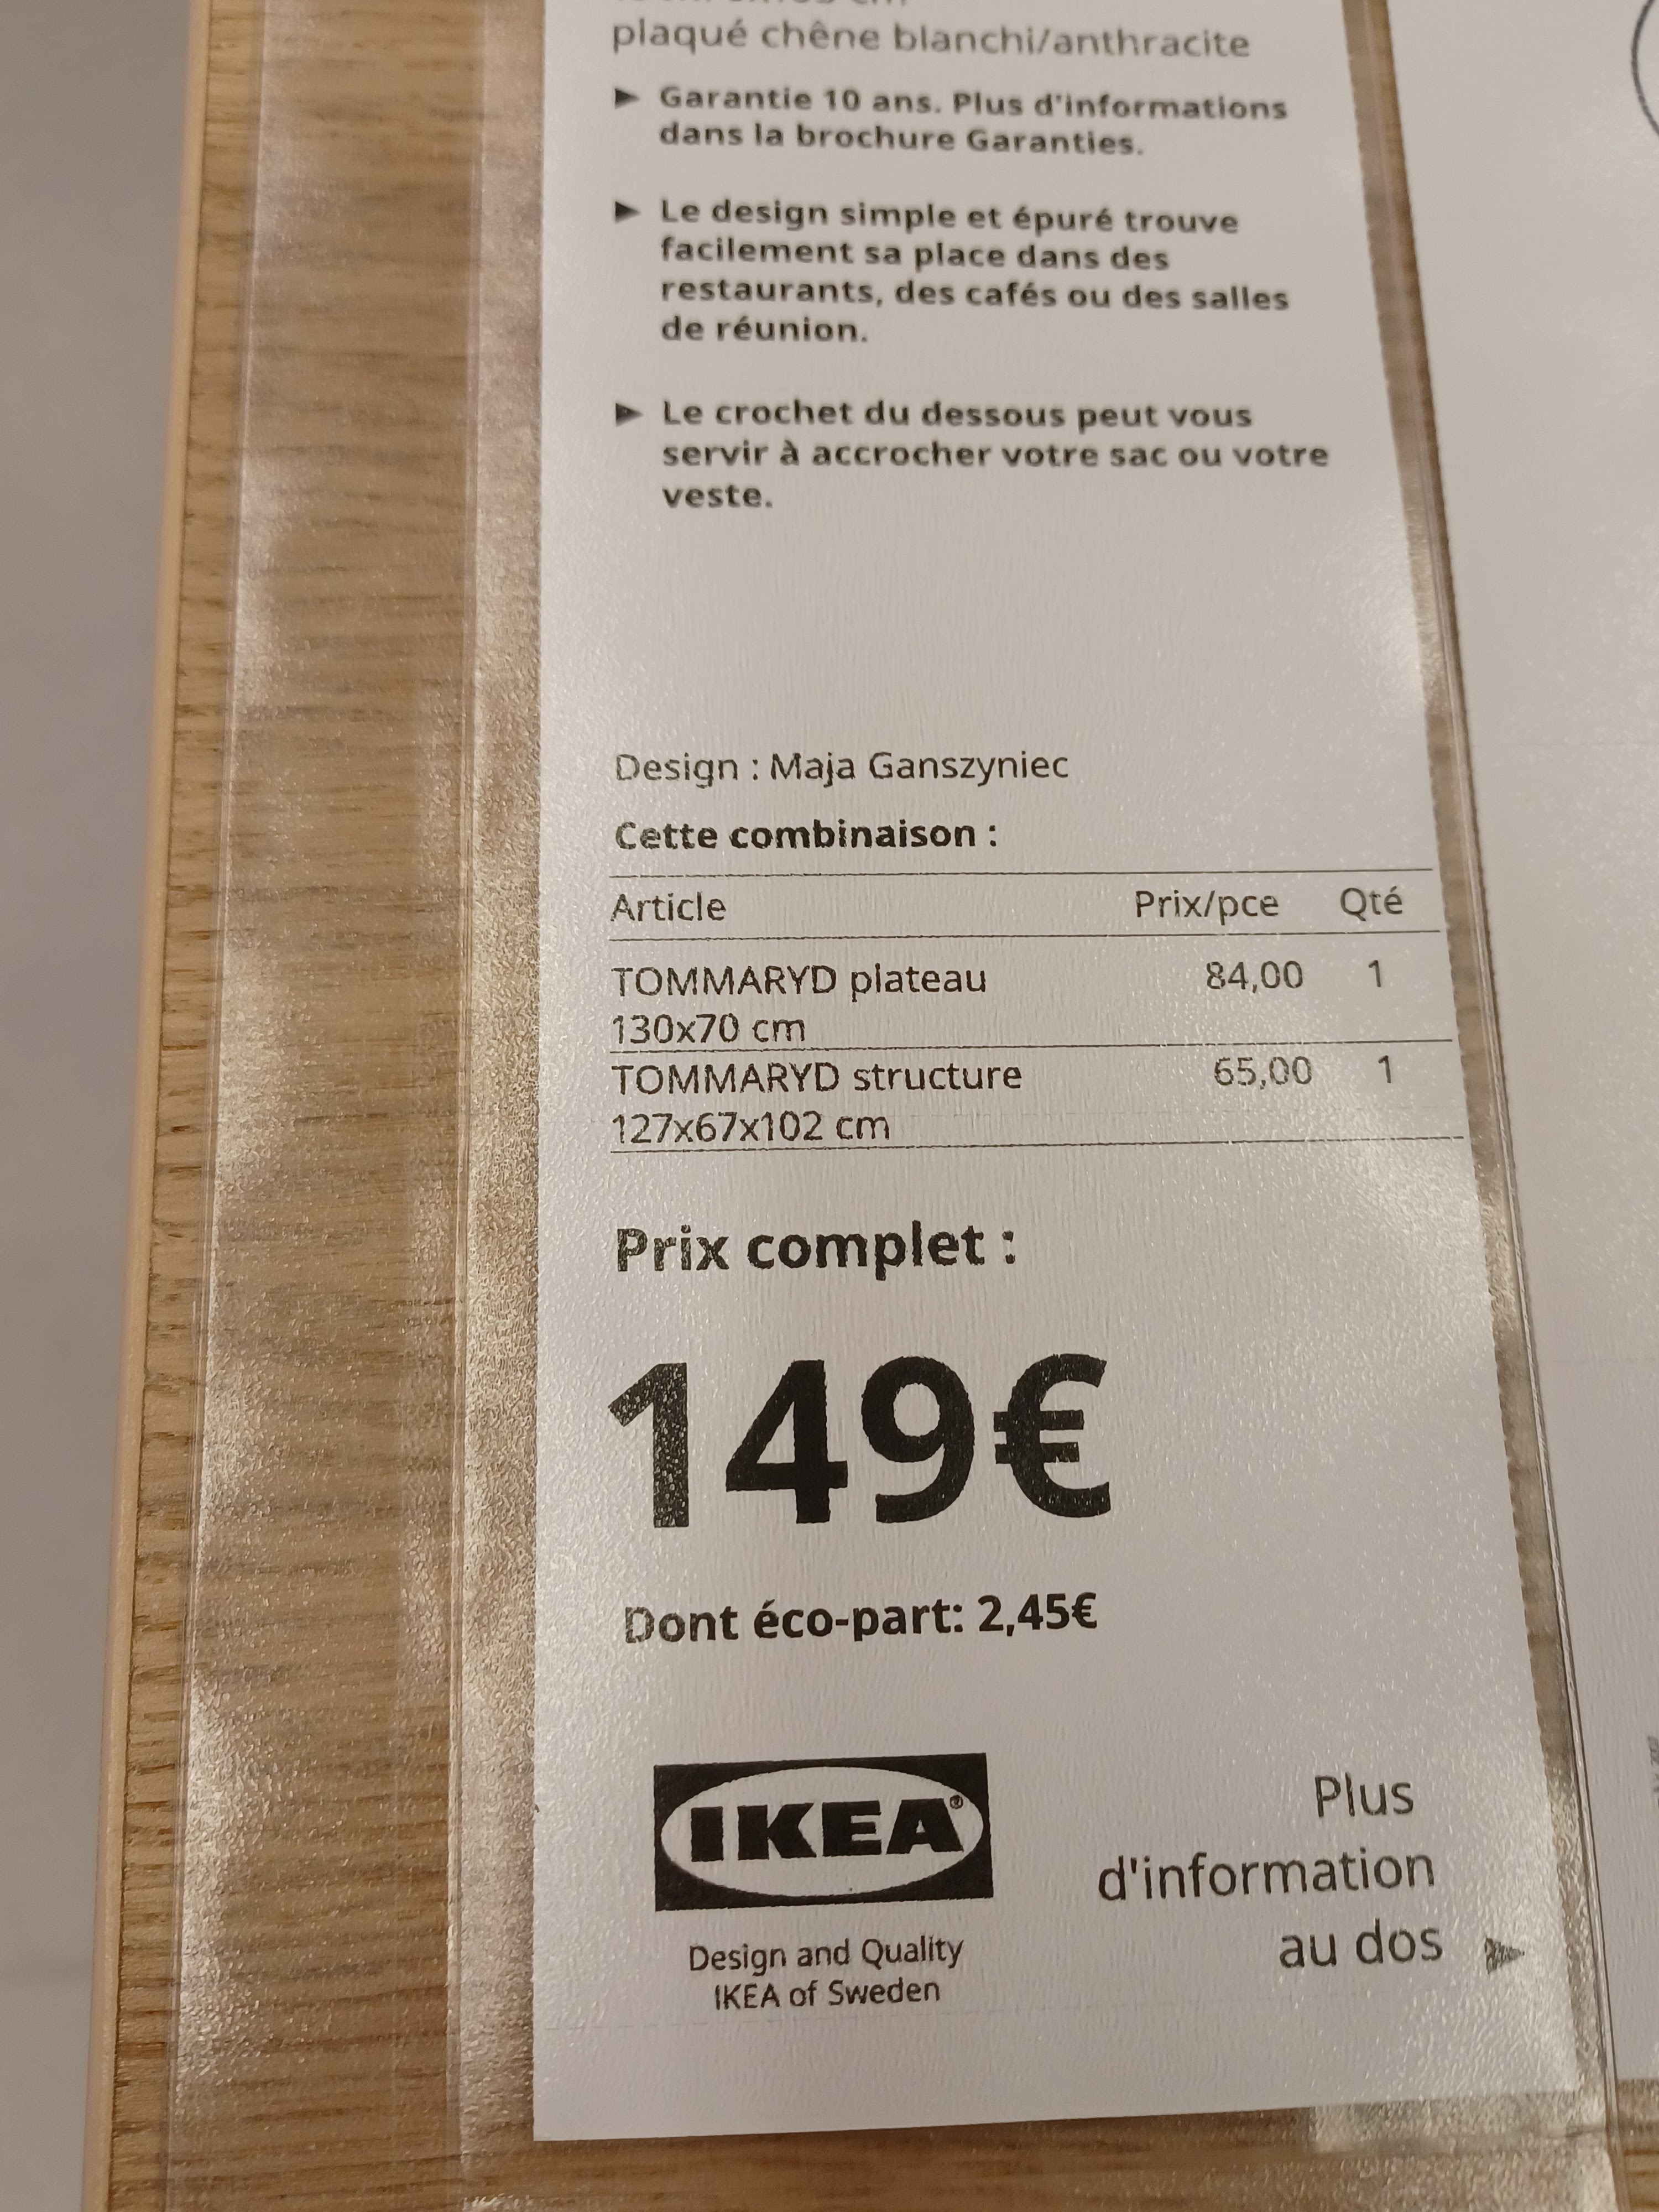 plaqué chêne blanchi/anthracite
► Garantie 10 ans. Plus d'informations
dans la brochure Garanties.
► Le design simple et épuré trouve
facilement sa place dans des
restaurants, des cafés ou des salles
de réunion.
► Le crochet du dessous peut vous
servir à accrocher votre sac ou votre
veste.
Design : Maja Ganszyniec
Cette combinaison :
Article Prix/pce Qté
TOMMARYD plateau 84,00 1
130x70 cm
TOMMARYD structure 65,00 1
127x67x102 cm
Prix complet :
149€
Dont éco-part: 2,45€
IKEA®
Design and Quality
IKEA of Sweden
Plus
d'information
au dos ►